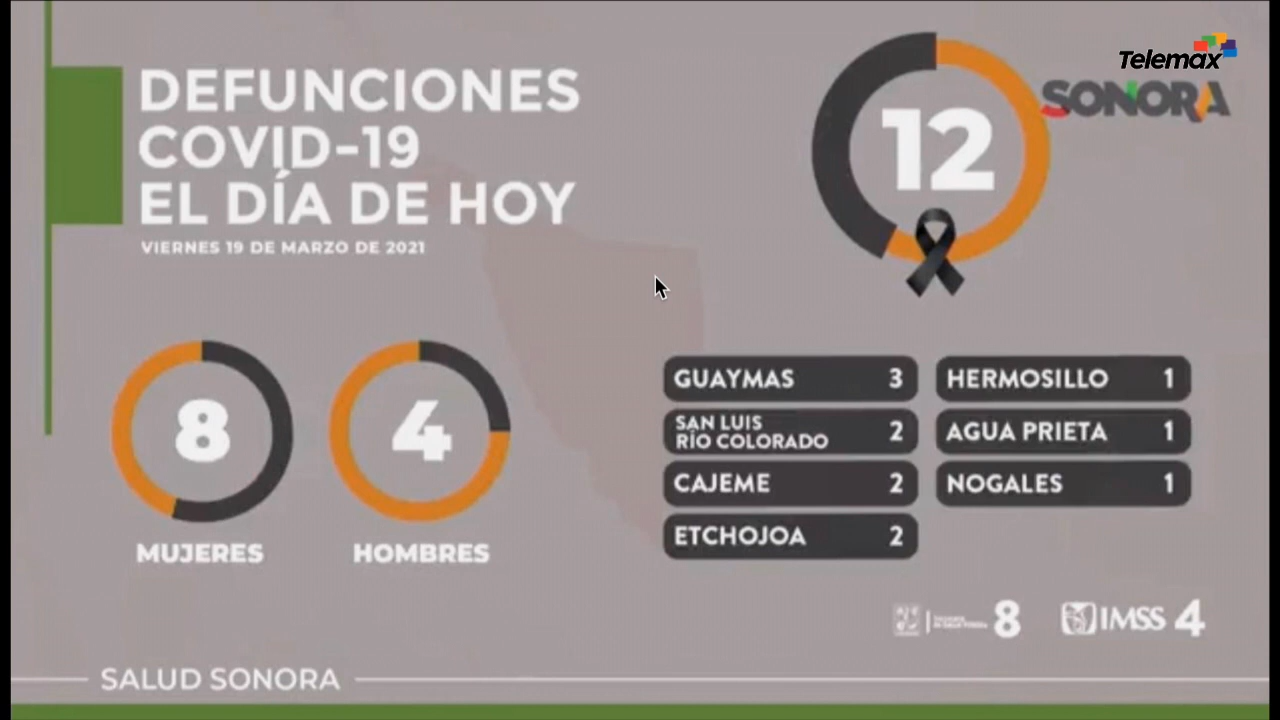 Telemax
SONORA
DEFUNCIONES
COVID-19
EL DÍA DE HOY
VIERNES 19 DE MARZO DE 2021
12
8
MUJERES
4
HOMBRES
GUAYMAS 3
SAN LUIS
RÍO COLORADO 2
CAJEME 2
ETCHOJOA 2
HERMOSILLO 1
AGUA PRIETA 1
NOGALES 1
8
IMSS 4
SALUD SONORA